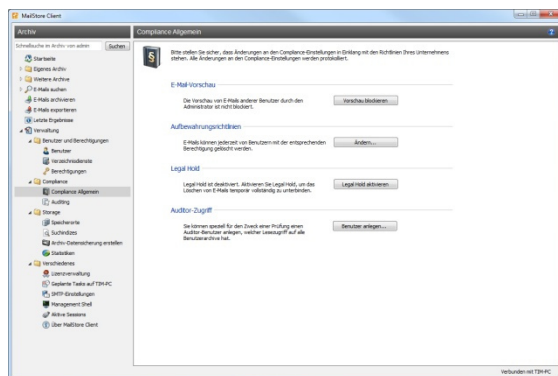 MailStore Client
Archiv
Compliance Allgemein
Schnellsuche im Archiv von admin
Suchen
Startseite
Eigenes Archiv
Weitere Archive
E-Mails suchen
E-Mails archivieren
E-Mails exportieren
Letzte Ergebnisse
Verwaltung
Benutzer und Berechtigungen
Benutzer
Verzeichnisdienste
Berechtigungen
Compliance
Compliance Allgemein
Auditing
Storage
Speicherorte
Suchindizes
Archiv-Datensicherung erstellen
Statistiken
Verschiedenes
Lizenzverwaltung
Geplante Tasks auf TIM-PC
SMTP-Einstellungen
Management Shell
Aktive Sessions
Über MailStore Client
Bitte stellen Sie sicher, dass Änderungen an den Compliance-Einstellungen in Einklang mit den Richtlinien Ihres Unternehmens
stehen. Alle Änderungen an den Compliance-Einstellungen werden protokolliert.
E-Mail-Vorschau
Die Vorschau von E-Mails anderer Benutzer durch den
Administrator ist nicht blockiert.
Vorschau blockieren
Aufbewahrungsrichtlinien
E-Mails können jederzeit von Benutzern mit der entsprechenden
Berechtigung gelöscht werden.
Ändern...
Legal Hold
Legal Hold ist deaktiviert. Aktivieren Sie Legal Hold, um das
Löschen von E-Mails temporär vollständig zu unterbinden.
Legal Hold aktivieren
Auditor-Zugriff
Sie können speziell für den Zweck einer Prüfung einen
Auditor-Benutzer anlegen, welcher Lesezugriff auf alle
Benutzerarchive hat.
Benutzer anlegen...
Verbunden mit TIM-PC